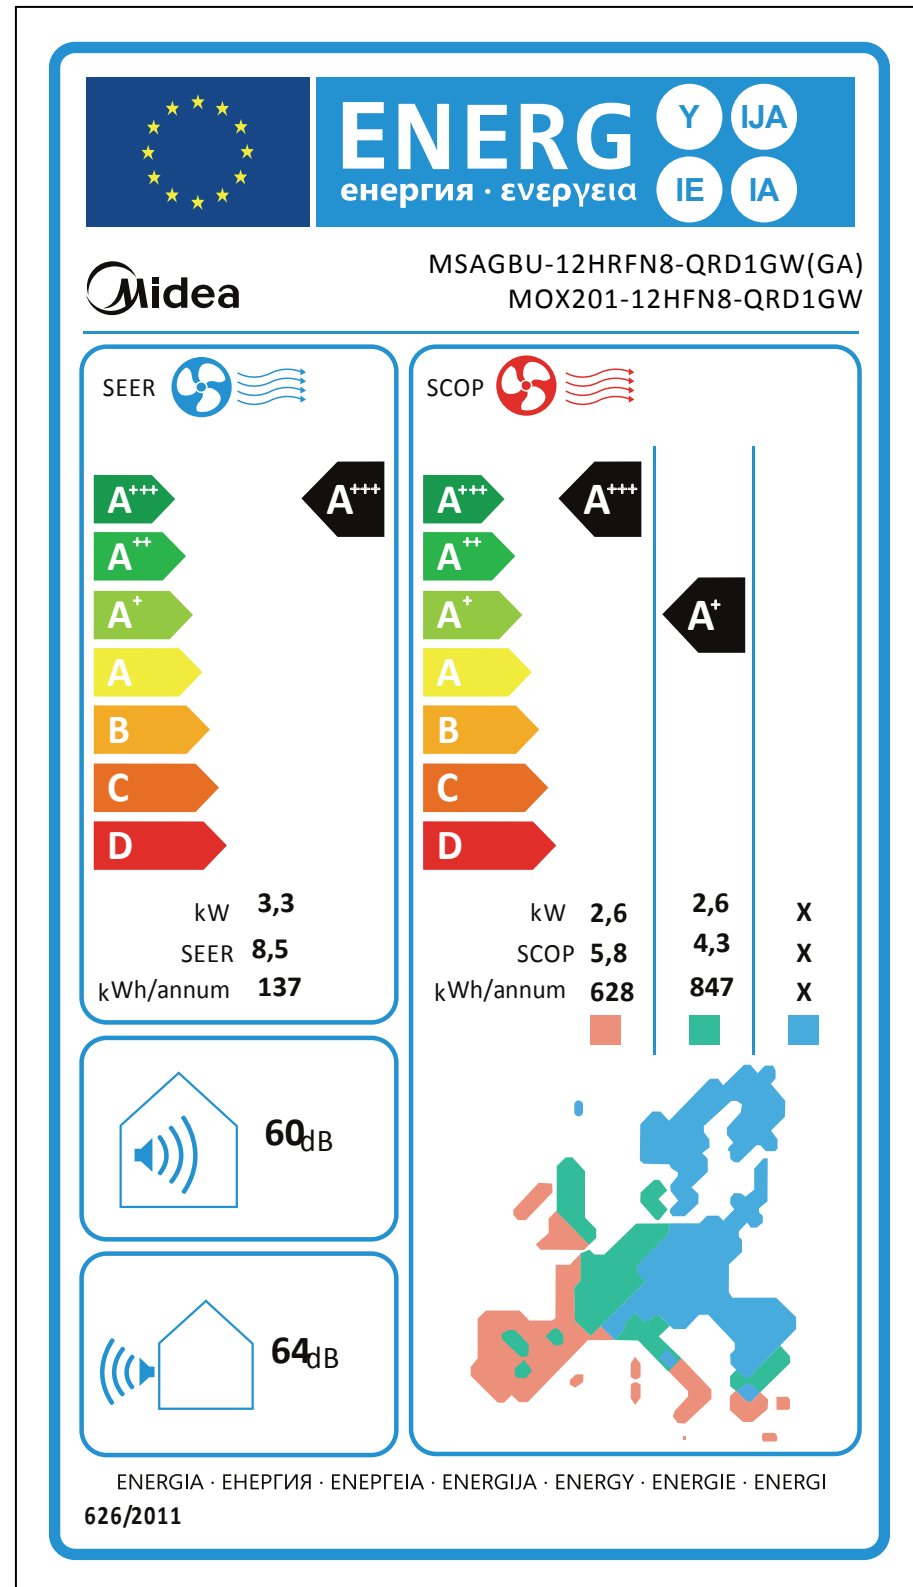 ENERG
енергия · ενεργεια
Y
IJA
IE
IA
Midea
MSAGBU-12HRFN8-QRD1GW(GA)
MOX201-12HFN8-QRD1GW
SEER
A+++
A+++
A++
A+
A
B
C
D
kW 3,3
SEER 8,5
kWh/annum 137
SCOP
A+++
A+++
A++
A+
A+
A
B
C
D
kW 2,6 2,6 X
SCOP 5,8 4,3 X
kWh/annum 628 847 X
60dB
64dB
ENERGIA · ЕНЕРГИЯ · ΕΝΕΡΓΕΙΑ · ENERGIJA · ENERGY · ENERGIE · ENERGI
626/2011